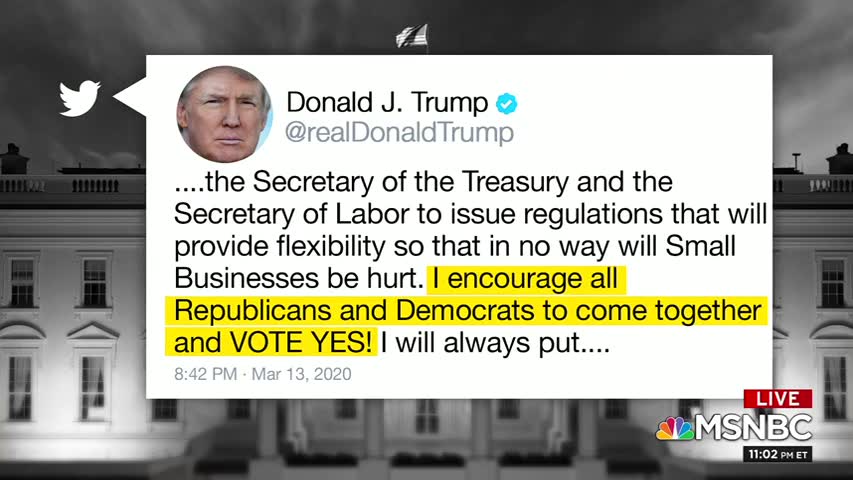 Donald J. Trump
@realDonaldTrump
....the Secretary of the Treasury and the
Secretary of Labor to issue regulations that will
provide flexibility so that in no way will Small
Businesses be hurt. I encourage all
Republicans and Democrats to come together
and VOTE YES! I will always put....
8:42 PM · Mar 13, 2020
LIVE
MSNBC
11:02 PM ET